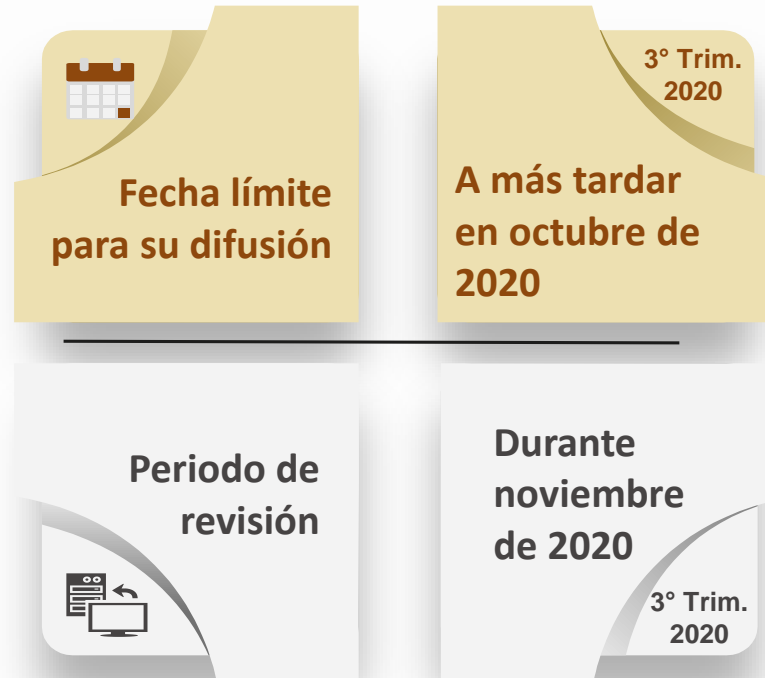 Fecha límite
para su difusión
3° Trim.
2020
A más tardar
en octubre de
2020
Periodo de
revisión
Durante
noviembre
de 2020
3° Trim.
2020